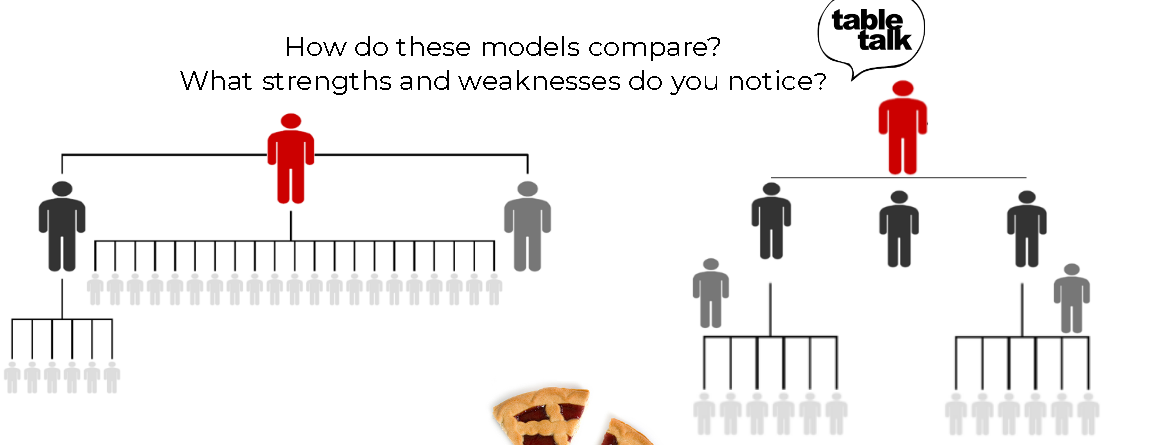 How do these models compare?
What strengths and weaknesses do you notice?
table
talk